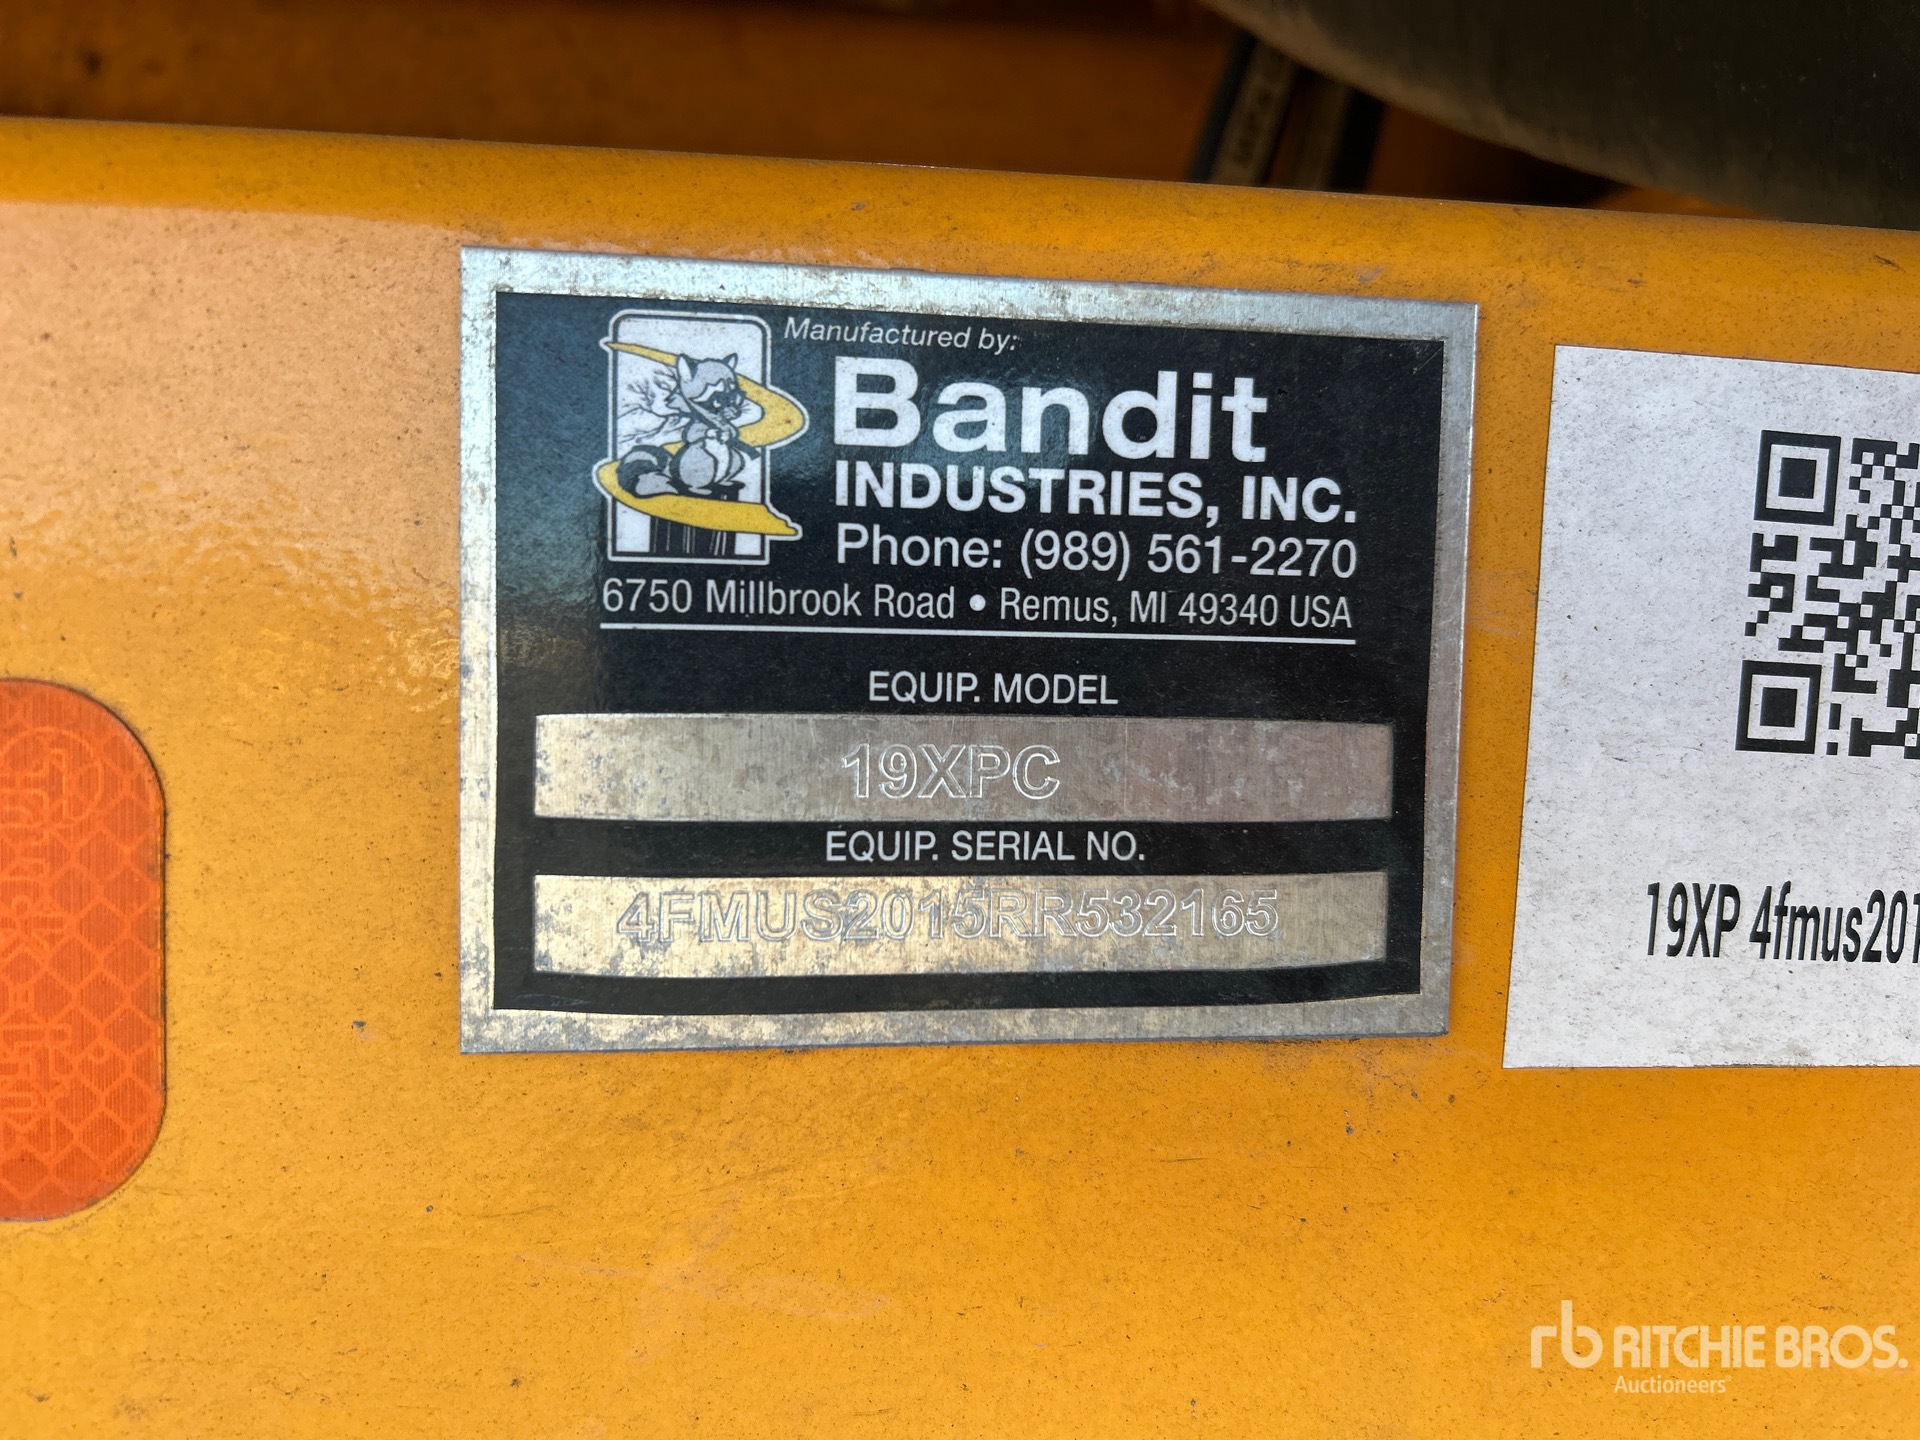 Manufactured by:
Bandit
INDUSTRIES, INC.
Phone: (989) 561-2270
6750 Millbrook Road • Remus, MI 49340 USA
EQUIP. MODEL
19XPC
EQUIP. SERIAL NO.
4FMUS2015RR532165
19XP 4fmus201
rb RITCHIE BROS.
Auctioneers